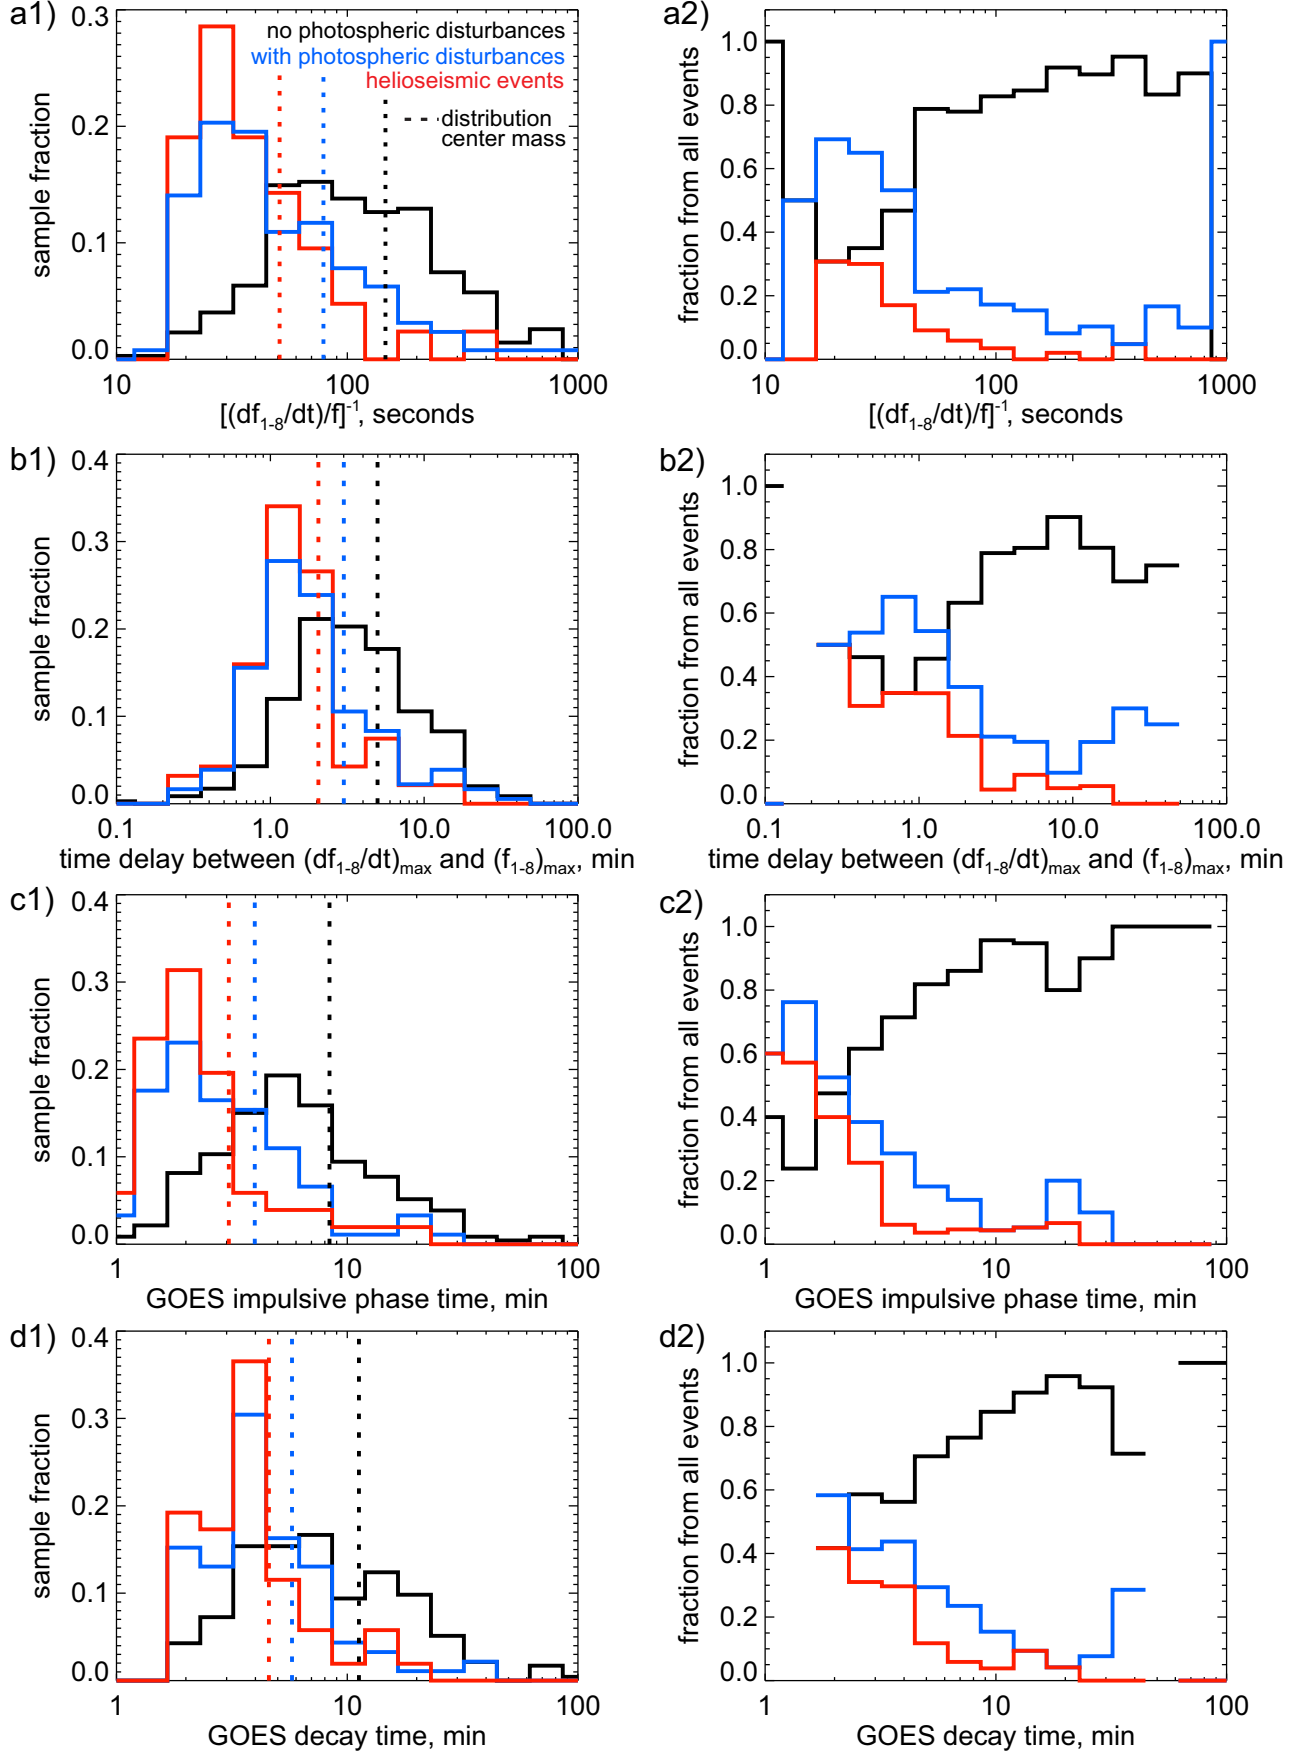 a1)
0.3
0.2
0.1
0.0
sample fraction
no photospheric disturbances
with photospheric disturbances
helioseismic events
distribution
center mass
10
100
1000
[(df1-8/dt)/f]-1, seconds
a2)
1.0
0.8
0.6
0.4
0.2
0.0
fraction from all events
10
100
1000
[(df1-8/dt)/f]-1, seconds
b1)
0.4
0.3
0.2
0.1
0.0
sample fraction
0.1
1.0
10.0
100.0
time delay between (df1-8/dt)max and (f1-8)max, min
b2)
1.0
0.8
0.6
0.4
0.2
0.0
fraction from all events
0.1
1.0
10.0
100.0
time delay between (df1-8/dt)max and (f1-8)max, min
c1)
0.4
0.3
0.2
0.1
0.0
sample fraction
1
10
100
GOES impulsive phase time, min
c2)
1.0
0.8
0.6
0.4
0.2
0.0
fraction from all events
1
10
100
GOES impulsive phase time, min
d1)
0.4
0.3
0.2
0.1
0.0
sample fraction
1
10
100
GOES decay time, min
d2)
1.0
0.8
0.6
0.4
0.2
0.0
fraction from all events
1
10
100
GOES decay time, min